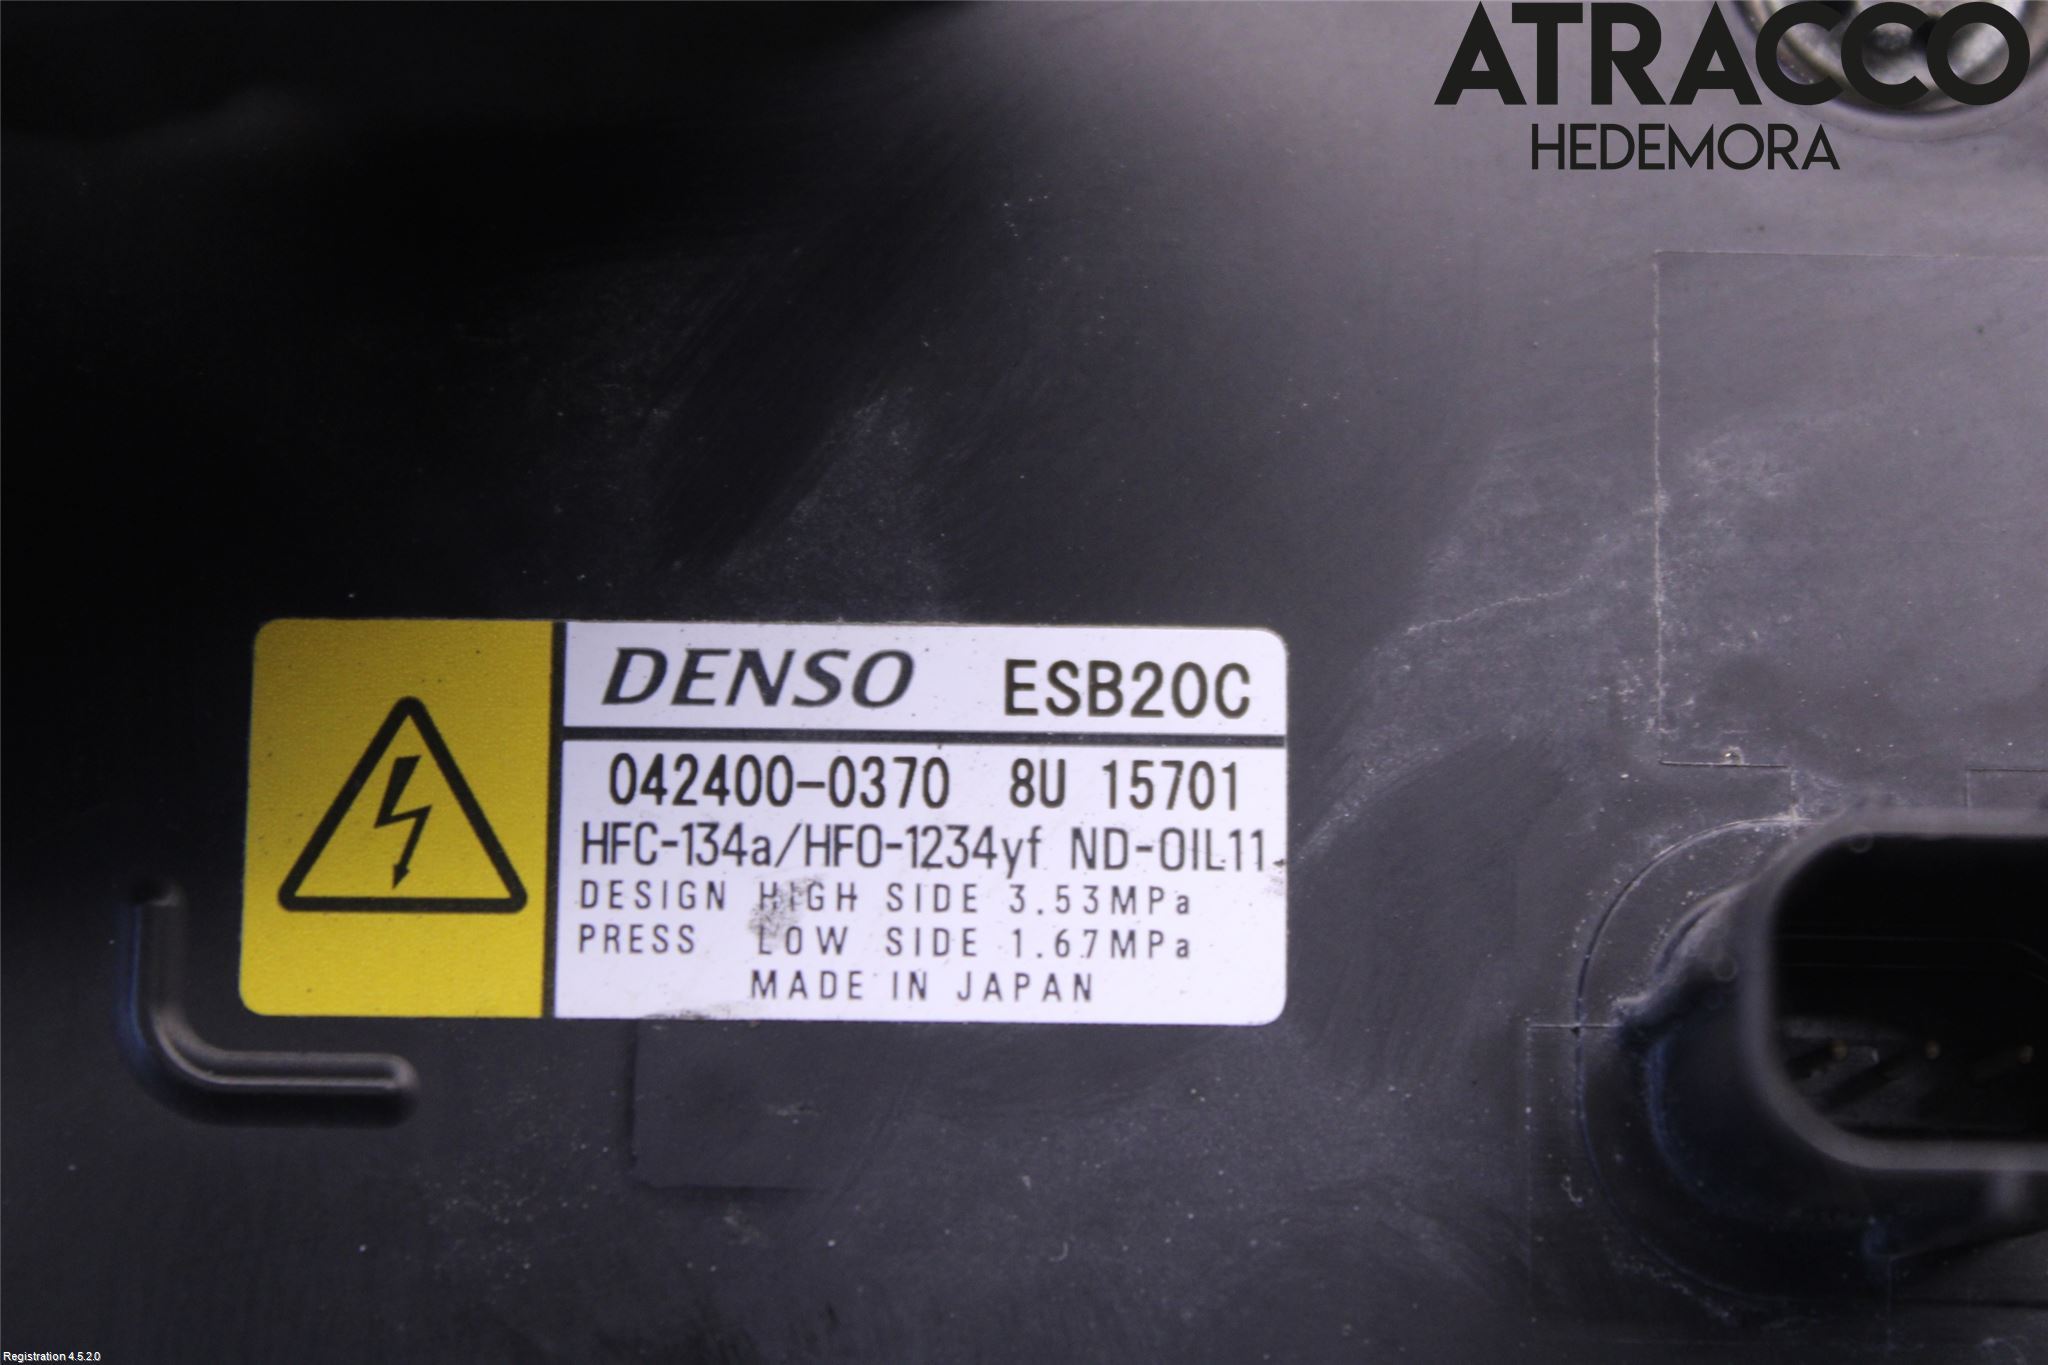 ATRACCO
HEDEMORA
DENSO ESB20C
042400-0370 8U 15701
HFC-134a/HFO-1234yf ND-OIL11
DESIGN HIGH SIDE 3.53MPa
PRESS LOW SIDE 1.67MPa
MADE IN JAPAN
Registration 4.5.2.0